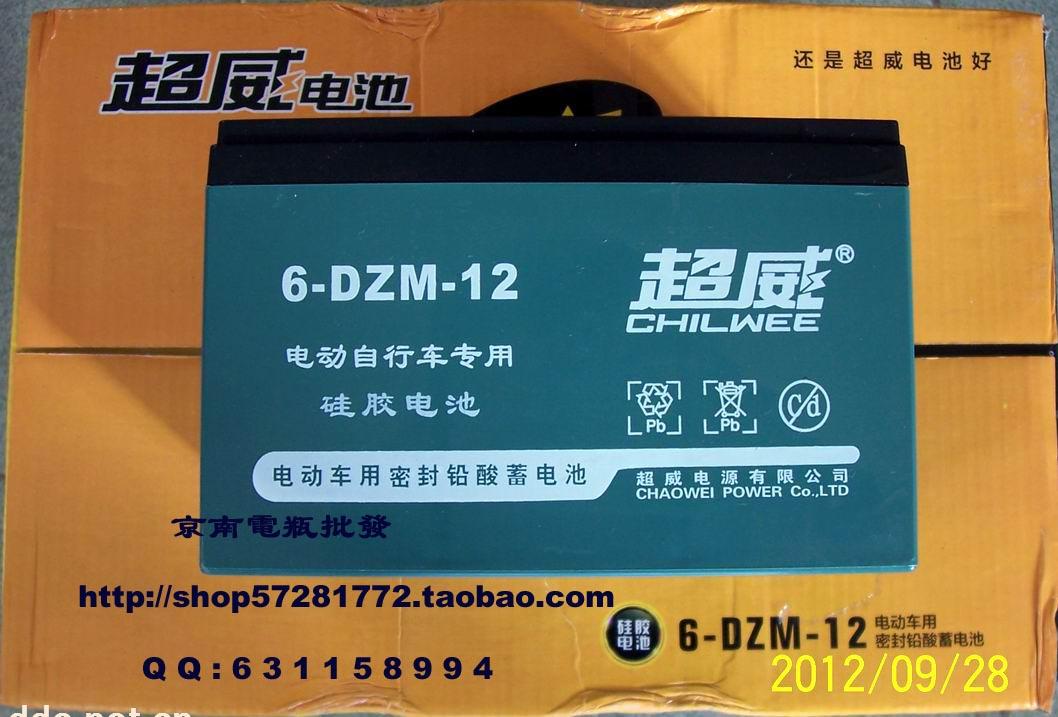 超威电池
还是超威电池好
6-DZM-12
超威®
CHILWEE
电动自行车专用
硅胶电池
Pb
Pb
Cd
电动车用密封铅酸蓄电池
超威电源有限公司
CHAOWEI POWER Co.,LTD
京南電瓶批發
http://shop57281772.taobao.com
硅胶
电池
6-DZM-12
电动车用
密封铅酸蓄电池
QQ:631158994
2012/09/28